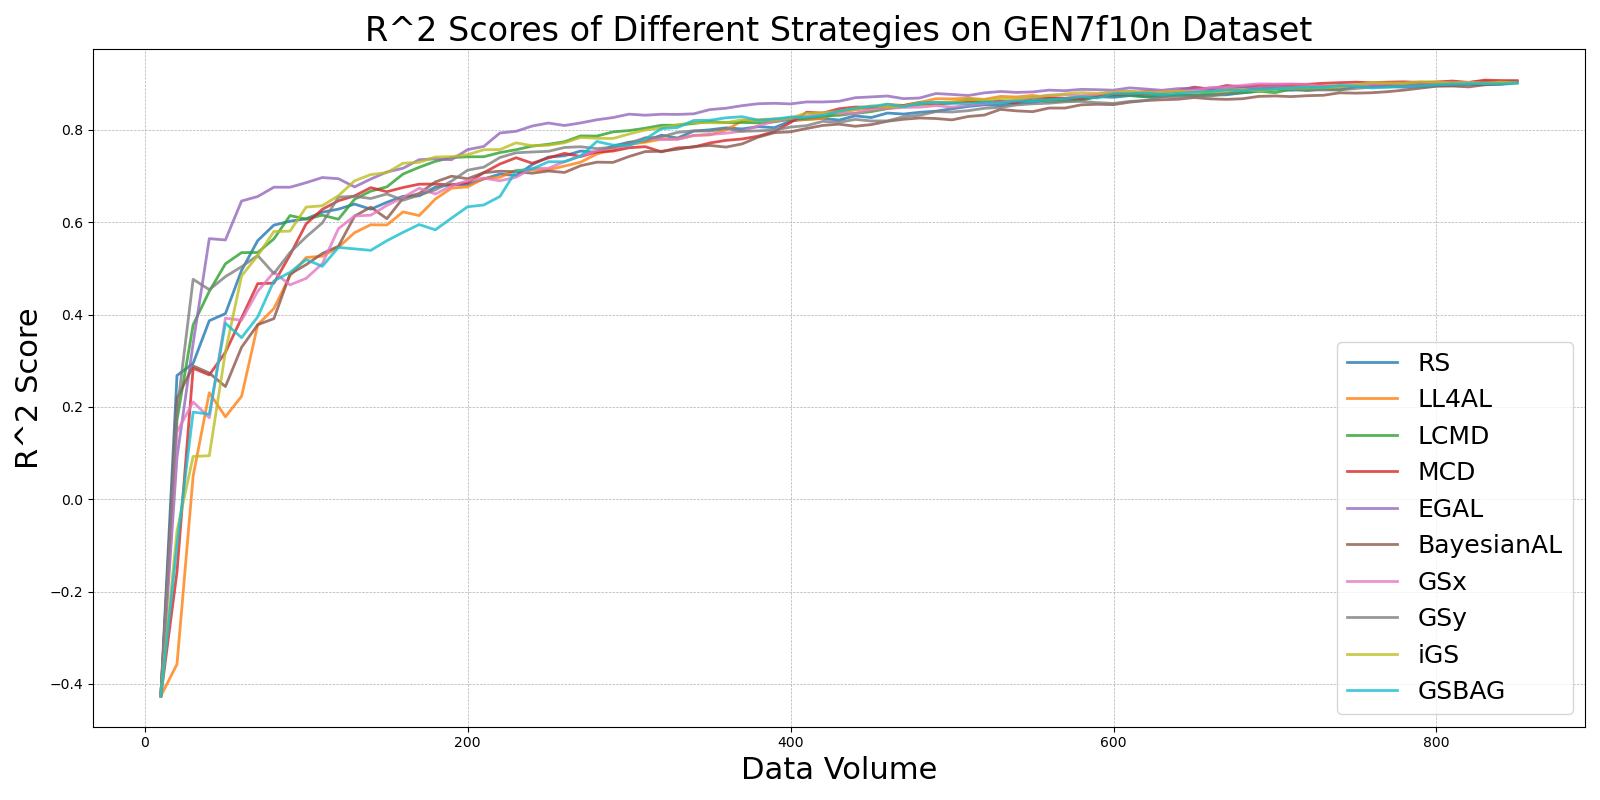 R^2 Scores of Different Strategies on GEN7f10n Dataset
R^2 Score
0.8
0.6
0.4
0.2
0.0
−0.2
−0.4
0
200
400
600
800
Data Volume
RS
LL4AL
LCMD
MCD
EGAL
BayesianAL
GSx
GSy
iGS
GSBAG